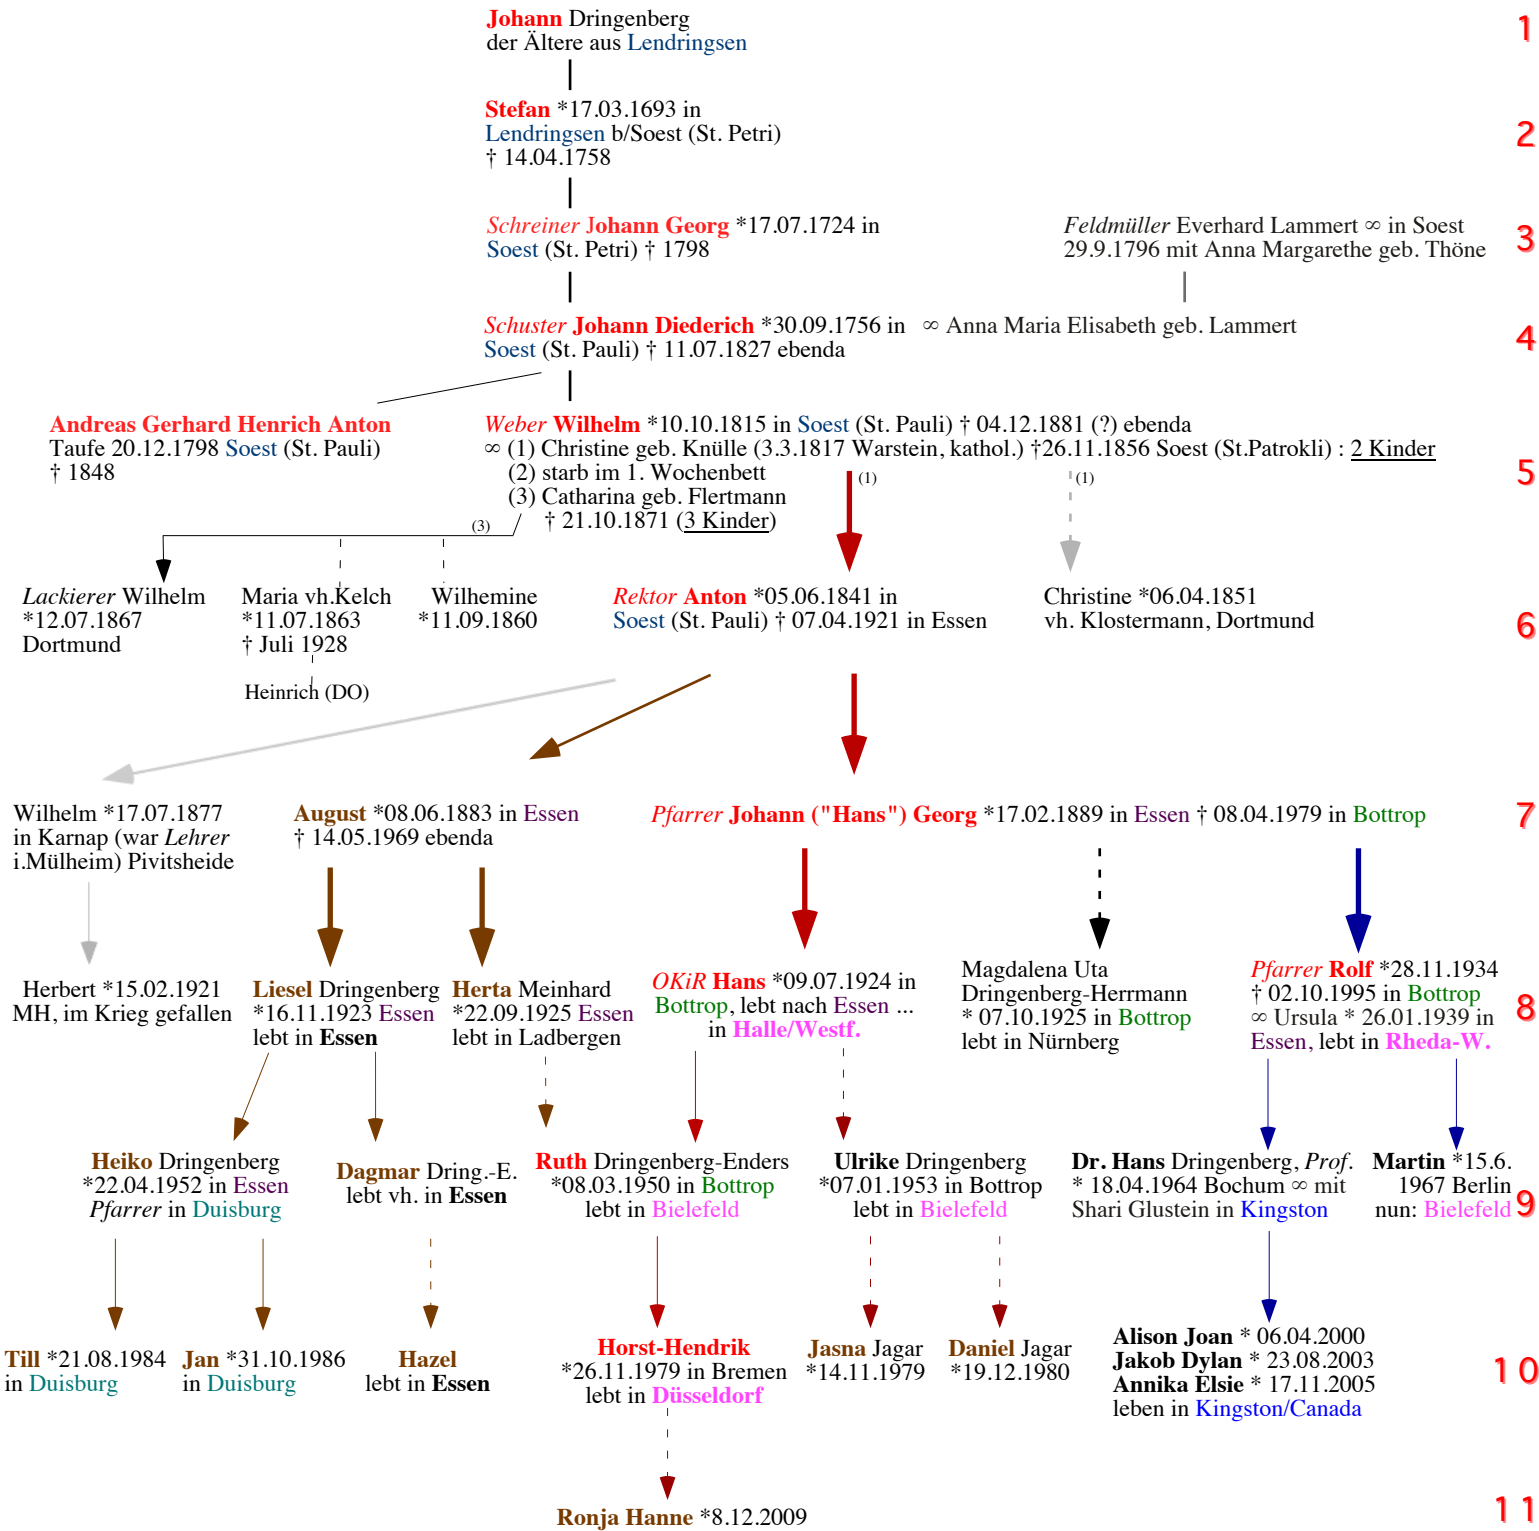 Johann Dringenberg
der Ältere aus Lendringsen
1
Stefan *17.03.1693 in
Lendringsen b/Soest (St. Petri)
† 14.04.1758
2
Schreiner Johann Georg *17.07.1724 in
Soest (St. Petri) † 1798
Feldmüller Everhard Lammert ∞ in Soest
29.9.1796 mit Anna Margarethe geb. Thöne
3
Schuster Johann Diederich *30.09.1756 in ∞ Anna Maria Elisabeth geb. Lammert
Soest (St. Pauli) † 11.07.1827 ebenda
4
Andreas Gerhard Henrich Anton
Taufe 20.12.1798 Soest (St. Pauli)
† 1848
Weber Wilhelm *10.10.1815 in Soest (St. Pauli) † 04.12.1881 (?) ebenda
∞ (1) Christine geb. Knülle (3.3.1817 Warstein, kathol.) †26.11.1856 Soest (St.Patrokli) : 2 Kinder
(2) starb im 1. Wochenbett
(3) Catharina geb. Flertmann
† 21.10.1871 (3 Kinder)
(1)
(1)
(3)
5
Lackierer Wilhelm
*12.07.1867
Dortmund
Maria vh.Kelch
*11.07.1863
† Juli 1928
Heinrich (DO)
Wilhemine
*11.09.1860
Rektor Anton *05.06.1841 in
Soest (St. Pauli) † 07.04.1921 in Essen
Christine *06.04.1851
vh. Klostermann, Dortmund
6
Wilhelm *17.07.1877
in Karnap (war Lehrer
i.Mülheim) Pivitsheide
August *08.06.1883 in Essen
† 14.05.1969 ebenda
Pfarrer Johann ("Hans") Georg *17.02.1889 in Essen † 08.04.1979 in Bottrop
7
Herbert *15.02.1921
MH, im Krieg gefallen
Liesel Dringenberg
*16.11.1923 Essen
lebt in Essen
Herta Meinhard
*22.09.1925 Essen
lebt in Ladbergen
OKiR Hans *09.07.1924 in
Bottrop, lebt nach Essen ...
in Halle/Westf.
Magdalena Uta
Dringenberg-Herrmann
* 07.10.1925 in Bottrop
lebt in Nürnberg
Pfarrer Rolf *28.11.1934
† 02.10.1995 in Bottrop
∞ Ursula * 26.01.1939 in
Essen, lebt in Rheda-W.
8
Heiko Dringenberg
*22.04.1952 in Essen
Pfarrer in Duisburg
Dagmar Dring.-E.
lebt vh. in Essen
Ruth Dringenberg-Enders
*08.03.1950 in Bottrop
lebt in Bielefeld
Ulrike Dringenberg
*07.01.1953 in Bottrop
lebt in Bielefeld
Dr. Hans Dringenberg, Prof.
* 18.04.1964 Bochum ∞ mit
Shari Glustein in Kingston
Martin *15.6.
1967 Berlin
nun: Bielefeld
9
Till *21.08.1984
in Duisburg
Jan *31.10.1986
in Duisburg
Hazel
lebt in Essen
Horst-Hendrik
*26.11.1979 in Bremen
lebt in Düsseldorf
Jasna Jagar
*14.11.1979
Daniel Jagar
*19.12.1980
Alison Joan * 06.04.2000
Jakob Dylan * 23.08.2003
Annika Elsie * 17.11.2005
leben in Kingston/Canada
10
Ronja Hanne *8.12.2009
11